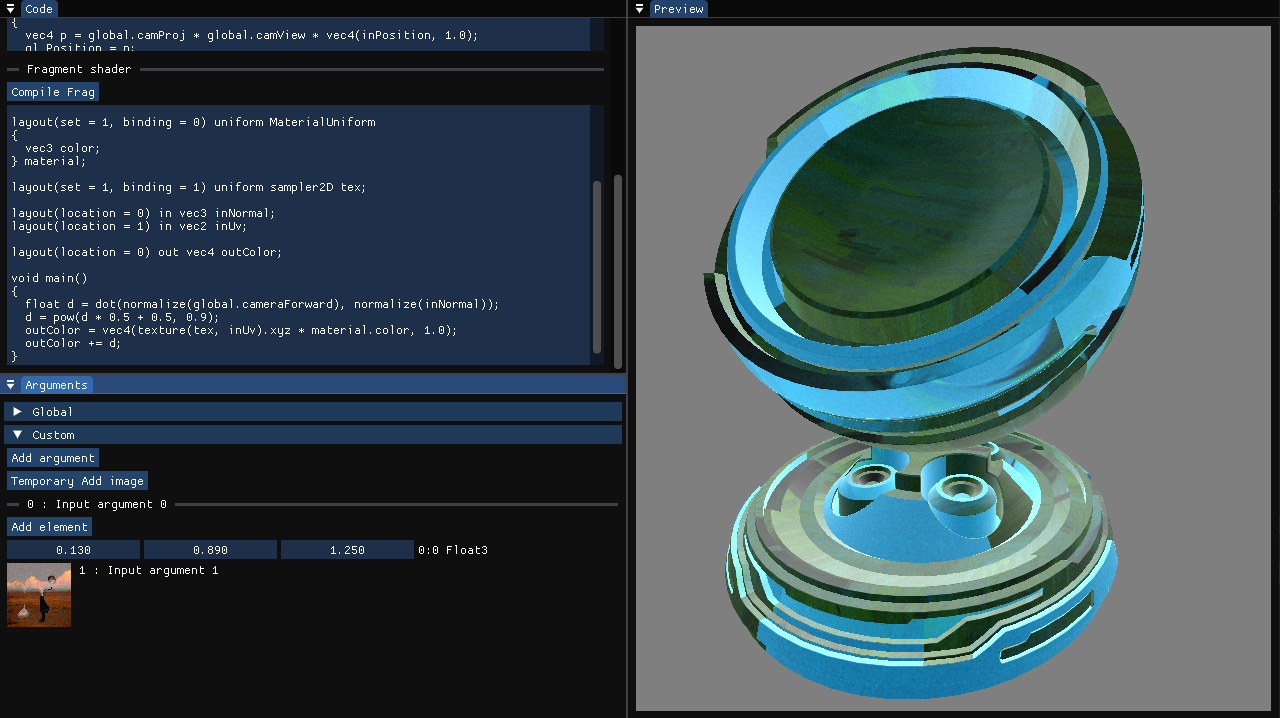 Code
{
vec4 p = global.camProj * global.camView * vec4(inPosition, 1.0);
gl_Position = p;
Fragment shader
Compile Frag
layout(set = 1, binding = 0) uniform MaterialUniform
{
vec3 color;
} material;
layout(set = 1, binding = 1) uniform sampler2D tex;
layout(location = 0) in vec3 inNormal;
layout(location = 1) in vec2 inUv;
layout(location = 0) out vec4 outColor;
void main()
{
float d = dot(normalize(global.cameraForward), normalize(inNormal));
d = pow(d * 0.5 + 0.5, 0.9);
outColor = vec4(texture(tex, inUv).xyz * material.color, 1.0);
outColor += d;
}
Arguments
Global
Custom
Add argument
Temporary Add image
0 : Input argument 0
Add element
0.130 0.890 1.250 0:0 Float3
1 : Input argument 1
Preview